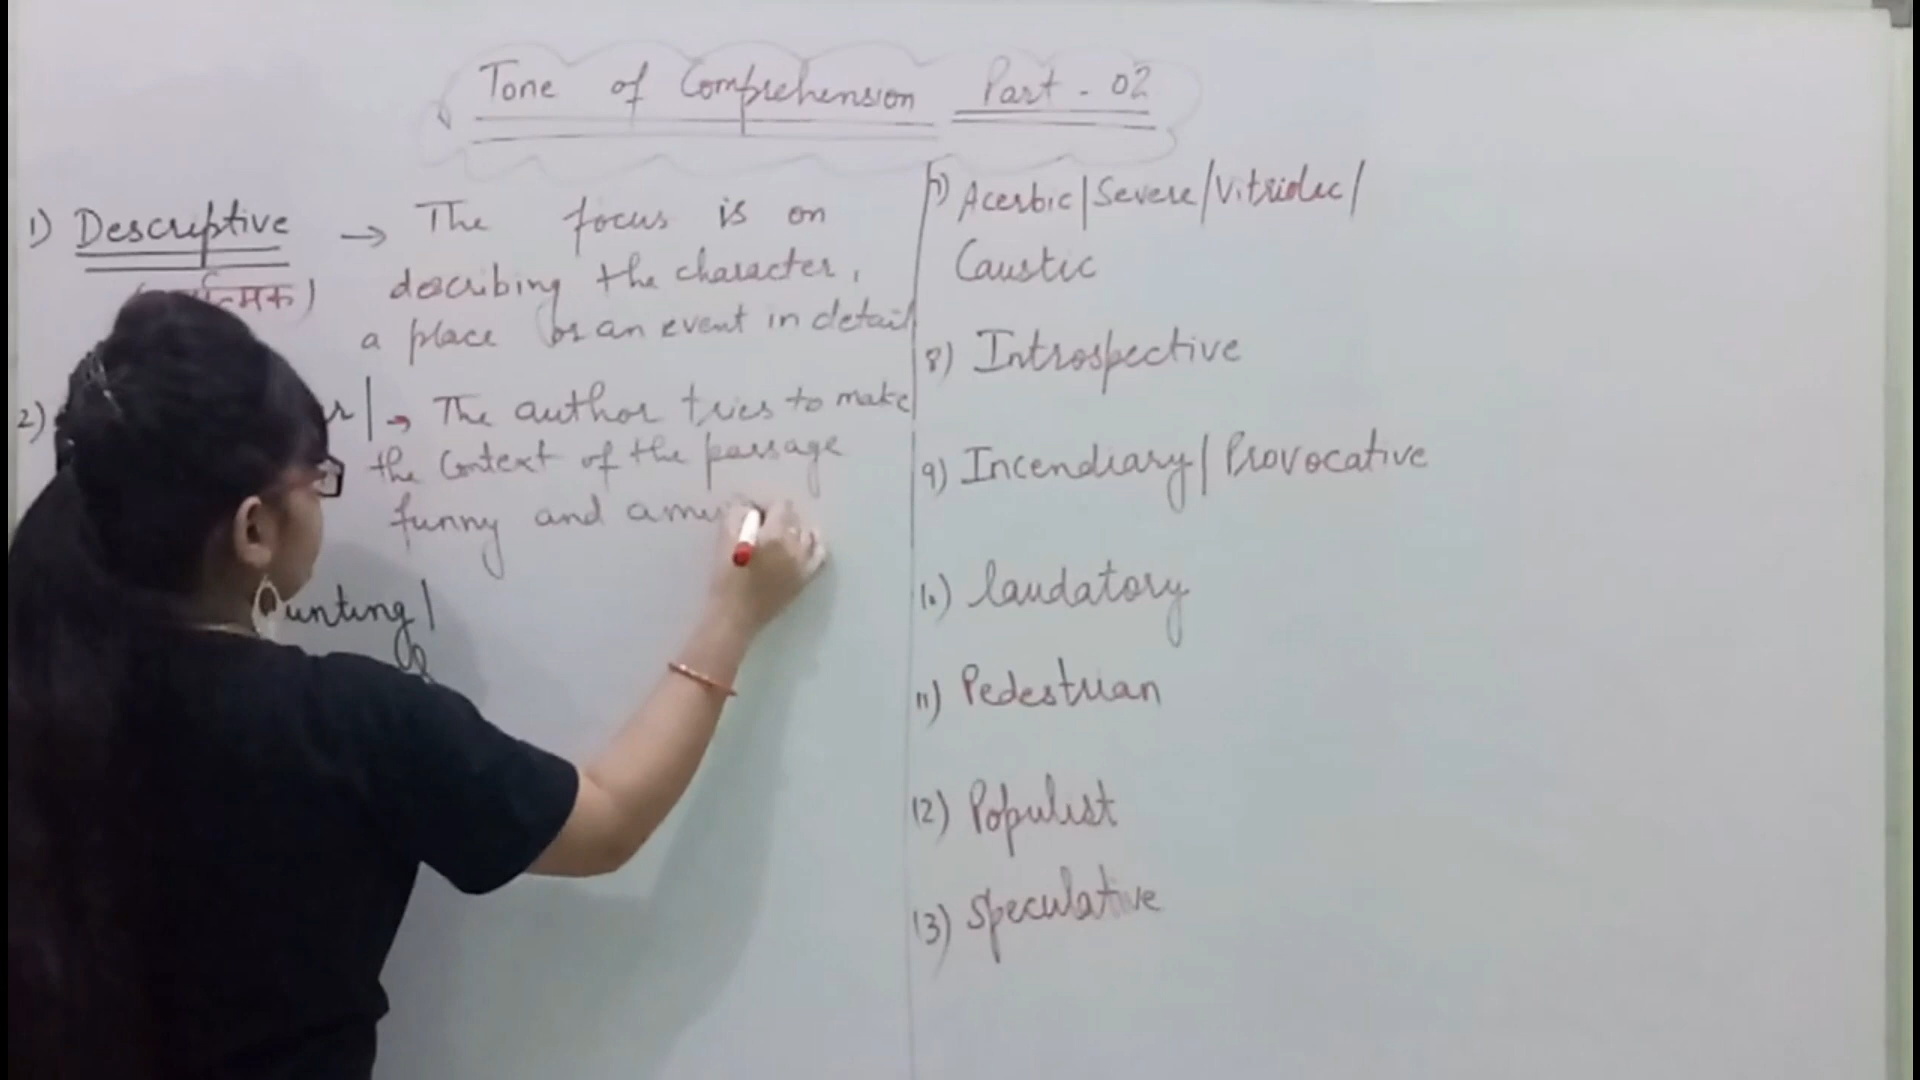 Tone of Comprehension Part - 02
1) Descriptive → The focus is on
describing the character,
a place or an event in detail
2) → The author tries to make
the Context of the passage
funny and
7) Acerbic/Severe/Vitriolic/
Caustic
8) Introspective
9) Incendiary/Provocative
10) laudatory
11) Pedestrian
12) Populist
13) Speculative